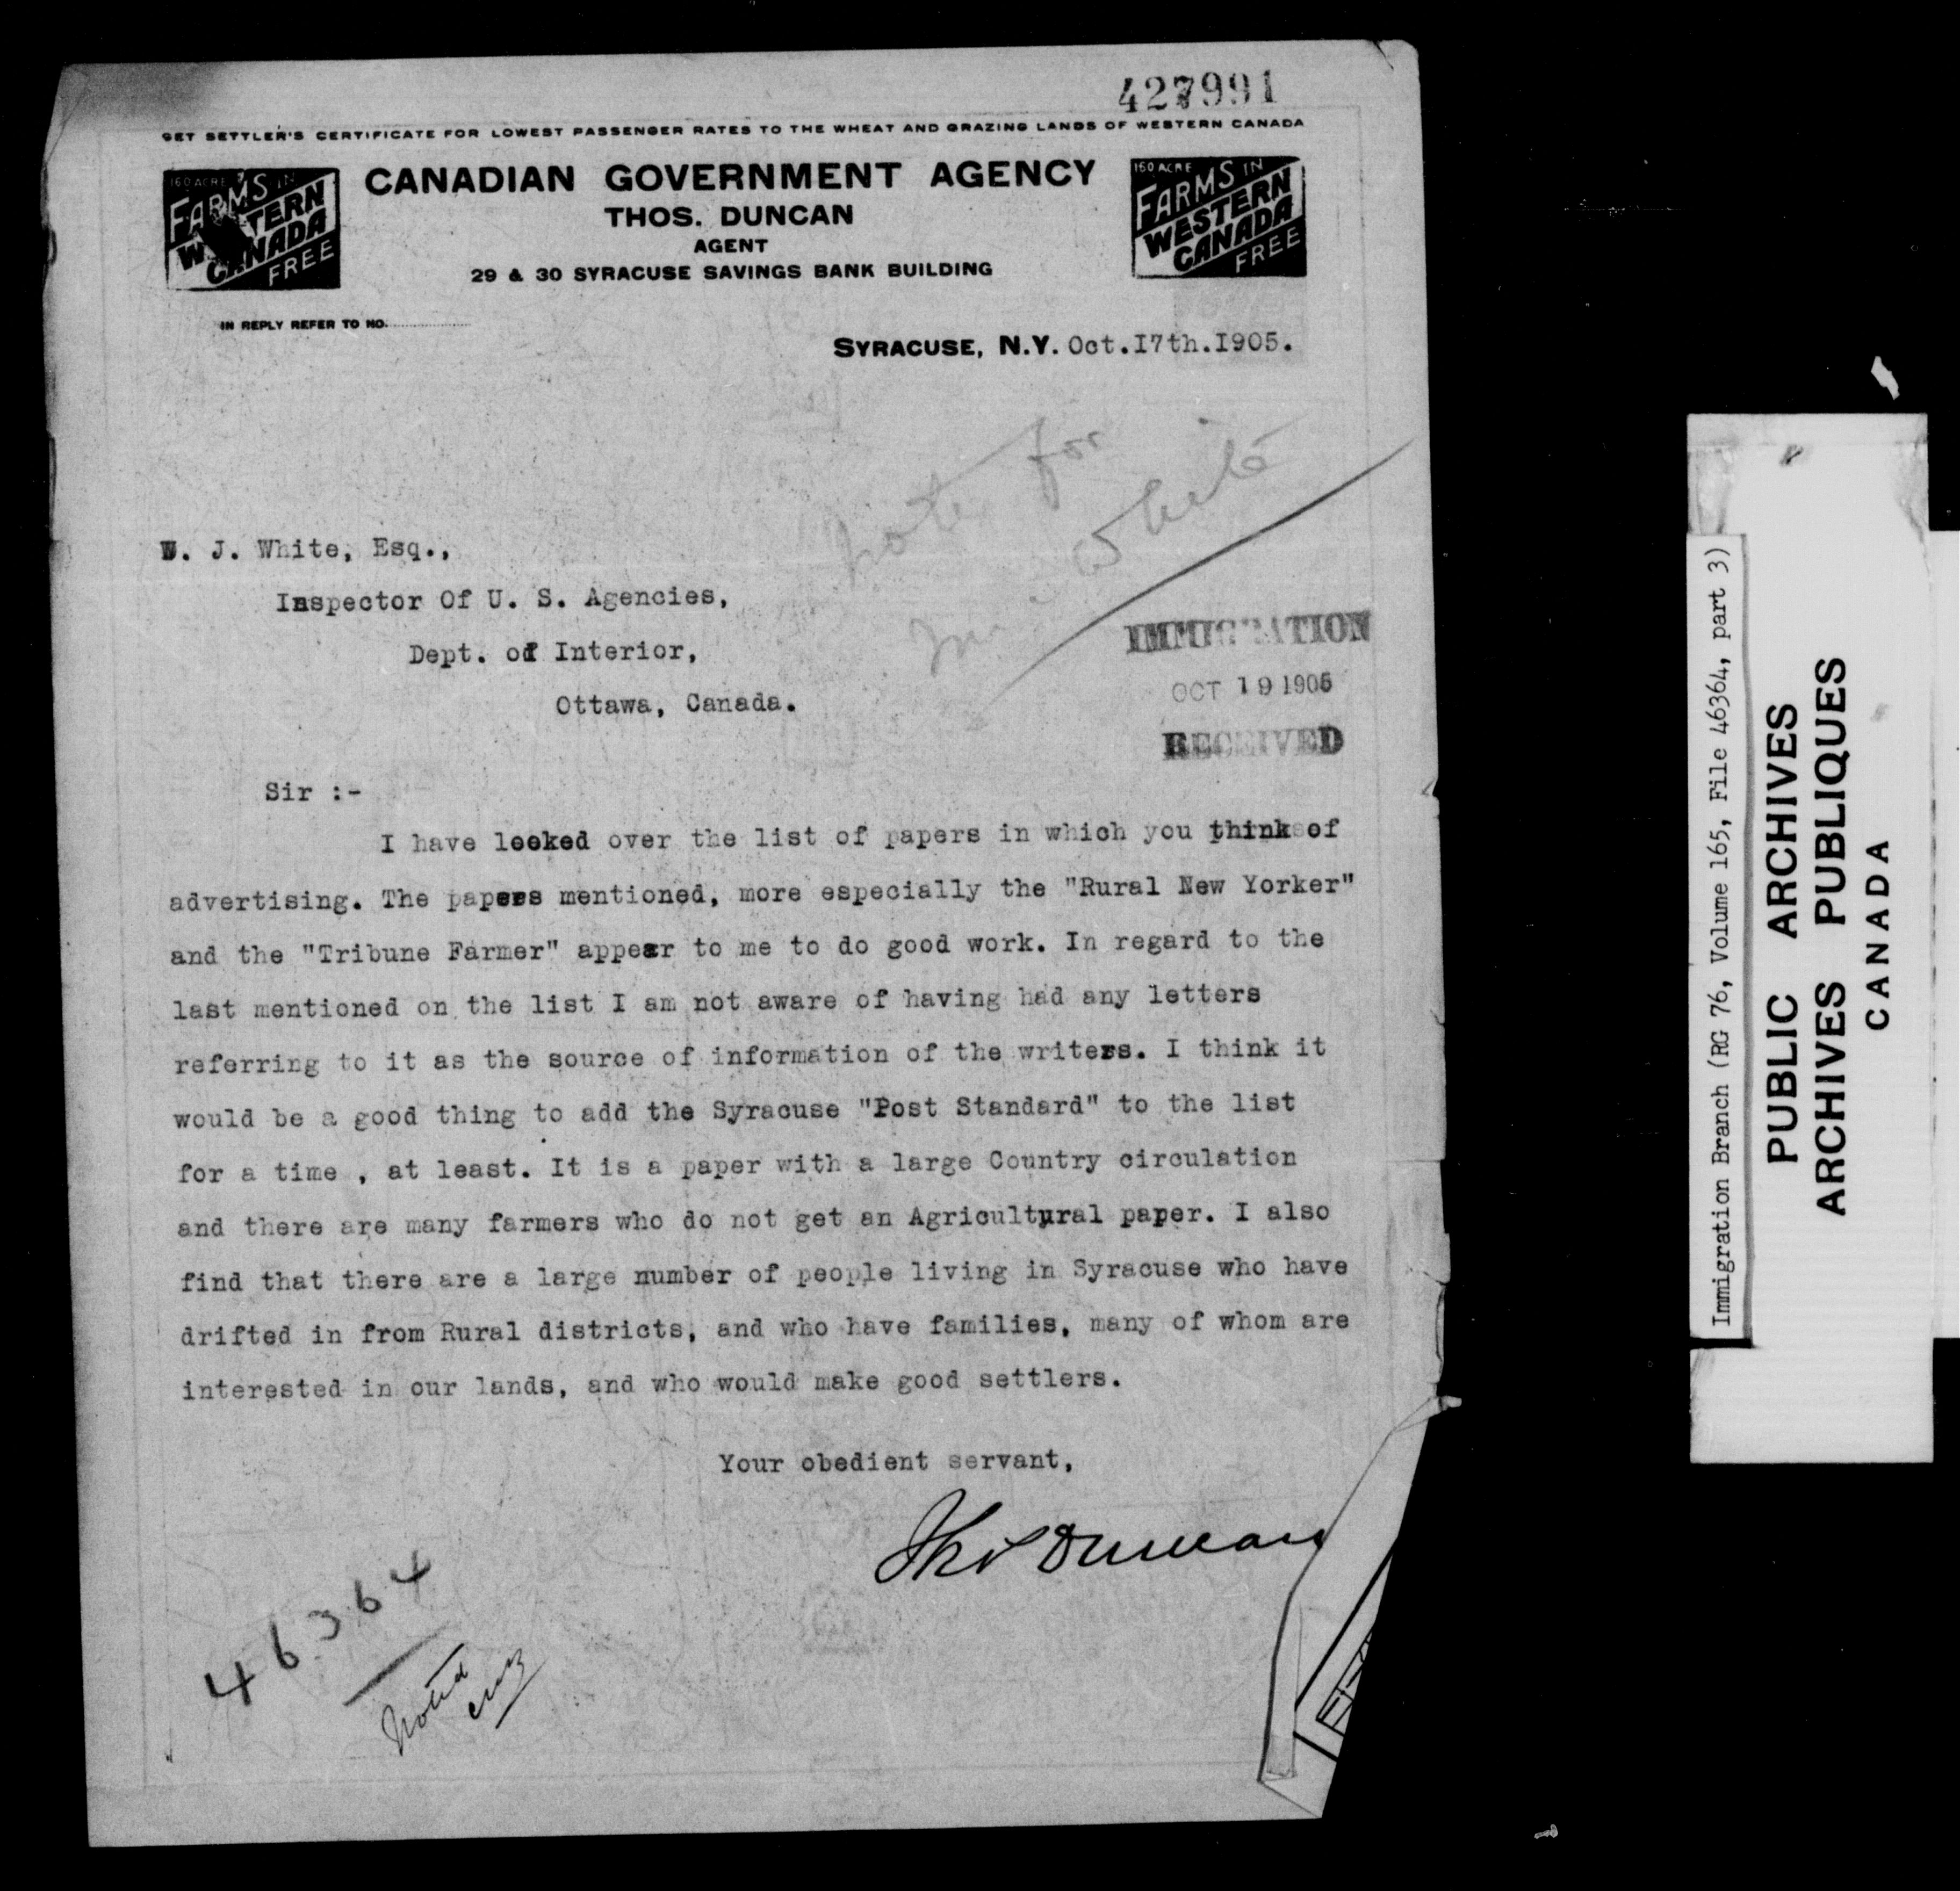 427991
GET SETTLER'S CERTIFICATE FOR LOWEST PASSENGER RATES TO THE WHEAT AND GRAZING LANDS OF WESTERN CANADA
160 ACRE
FARMS IN
WESTERN
CANADA
FREE
CANADIAN GOVERNMENT AGENCY
THOS. DUNCAN
AGENT
29 & 30 SYRACUSE SAVINGS BANK BUILDING
160 ACRE
FARMS IN
WESTERN
CANADA
FREE
IN REPLY REFER TO NO.
SYRACUSE, N.Y. Oct.I7th.I905.
note for
Mr. White
W. J. White, Esq.,
Inspector Of U. S. Agencies,
Dept. of Interior,
Ottawa, Canada.
IMMIGRATION
OCT 19 1905
RECEIVED
Sir :-
I have looked over the list of papers in which you think of
advertising. The papers mentioned, more especially the "Rural New Yorker"
and the "Tribune Farmer" appear to me to do good work. In regard to the
last mentioned on the list I am not aware of having had any letters
referring to it as the source of information of the writers. I think it
would be a good thing to add the Syracuse "Post Standard" to the list
for a time , at least. It is a paper with a large Country circulation
and there are many farmers who do not get an Agricultural paper. I also
find that there are a large number of people living in Syracuse who have
drifted in from Rural districts, and who have families, many of whom are
interested in our lands, and who would make good settlers.
Your obedient servant,
Thos Duncan
46364
Noted
Immigration Branch (RG 76, Volume 165, File 46364, part 3)
PUBLIC ARCHIVES
ARCHIVES PUBLIQUES
CANADA